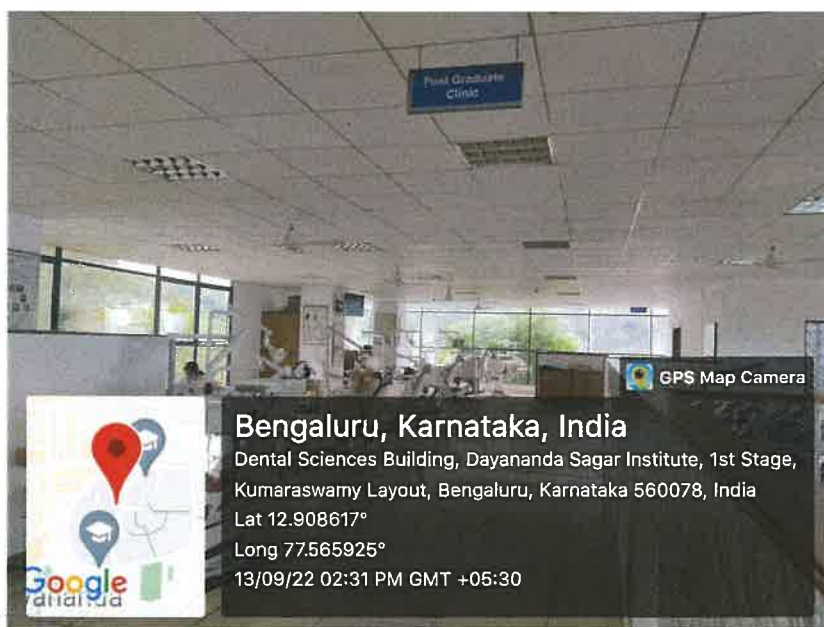 Post Graduate
Clinic
GPS Map Camera
Bengaluru, Karnataka, India
Dental Sciences Building, Dayananda Sagar Institute, 1st Stage,
Kumaraswamy Layout, Bengaluru, Karnataka 560078, India
Lat 12.908617°
Long 77.565925°
13/09/22 02:31 PM GMT +05:30
Google